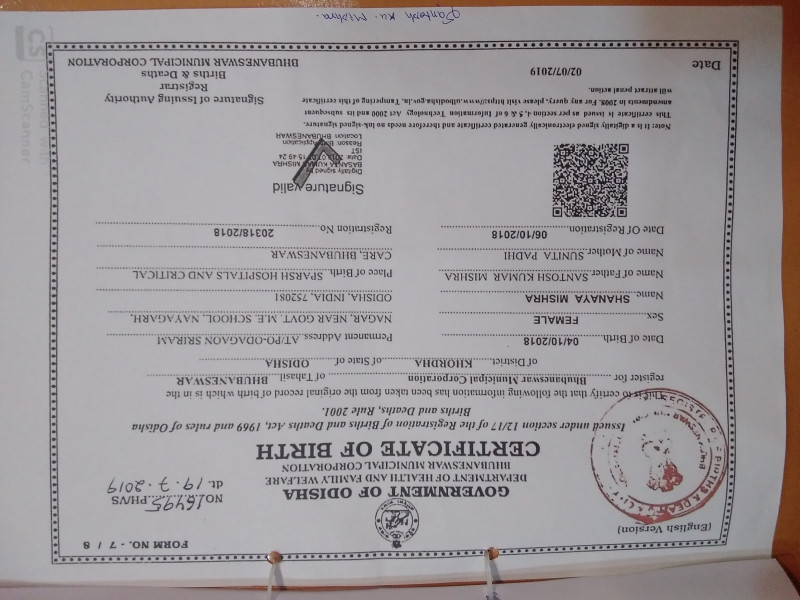 (English Version)
FORM NO. - 7 / 8
GOVERNMENT OF ODISHA
DEPARTMENT OF HEALTH AND FAMILY WELFARE
BHUBANESWAR MUNICIPAL CORPORATION
NO.16495.PH/VS
dt. 19.7.2019
CERTIFICATE OF BIRTH
Issued under section 12/17 of the Registration of Births and Deaths, Act, 1969 and rules of Odisha
Births and Deaths, Rule, 2001.
This is to certify that the following information has been taken from the original record of birth which is in the
register for Bhubaneswar Municipal Corporation of Tahasil BHUBANESWAR
of District KHORDHA of State of ODISHA
Date of Birth 04/10/2018
Sex FEMALE
Name SHANAYA MISHRA
Name of Father SANTOSH KUMAR MISHRA
Name of Mother SUNITA PADHI
Date Of Registration 06/10/2018
Permanent Address AT/PO-ODAGAON SRIRAM
NAGAR, NEAR GOVT. M.E. SCHOOL, NAYAGARH,
ODISHA, INDIA, 752081
Place of Birth SPARSH HOSPITALS AND CRITICAL
CARE, BHUBANESWAR
Registration No 20318/2018
Signature valid
Digitally signed by
BASANTA KUMAR MISHRA
IST
Location: BHUBANESWAR
Note: It is a digitally signed electronically generated certificate and therefore needs no ink-signed signature.
This certificate is issued as per section 4, 5 & 6 of Information Technology Act 2000 and its subsequent
amendments in 2008. For any query, please visit http://www.ulbodisha.gov.in. Tampering of this certificate
will attract penal action.
Date 02/07/2019
Signature of Issuing Authority
Registrar
Births & Deaths
BHUBANESWAR MUNICIPAL CORPORATION
Santosh Ku. Mishra.
CS
Scanned with
CamScanner